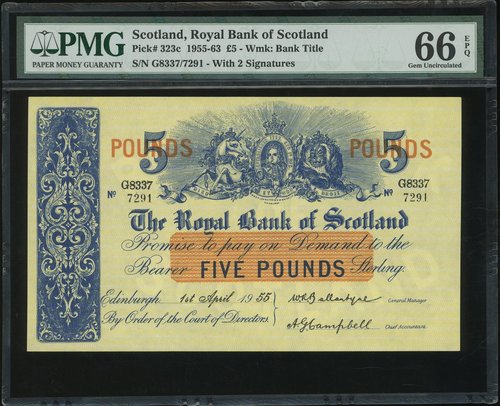 PMG
PAPER MONEY GUARANTY
Scotland, Royal Bank of Scotland
Pick# 323c 1955-63 £5 - Wmk: Bank Title
S/N G8337/7291 - With 2 Signatures
66 EPQ
Gem Uncirculated
5 POUNDS
POUNDS 5
No G8337 7291
No G8337 7291
The Royal Bank of Scotland
Promise to pay on Demand to the
Bearer FIVE POUNDS Sterling.
Edinburgh 1st April 1955 W.R. Ballantyne General Manager
By Order of the Court of Directors. A.G. Campbell Chief Accountant